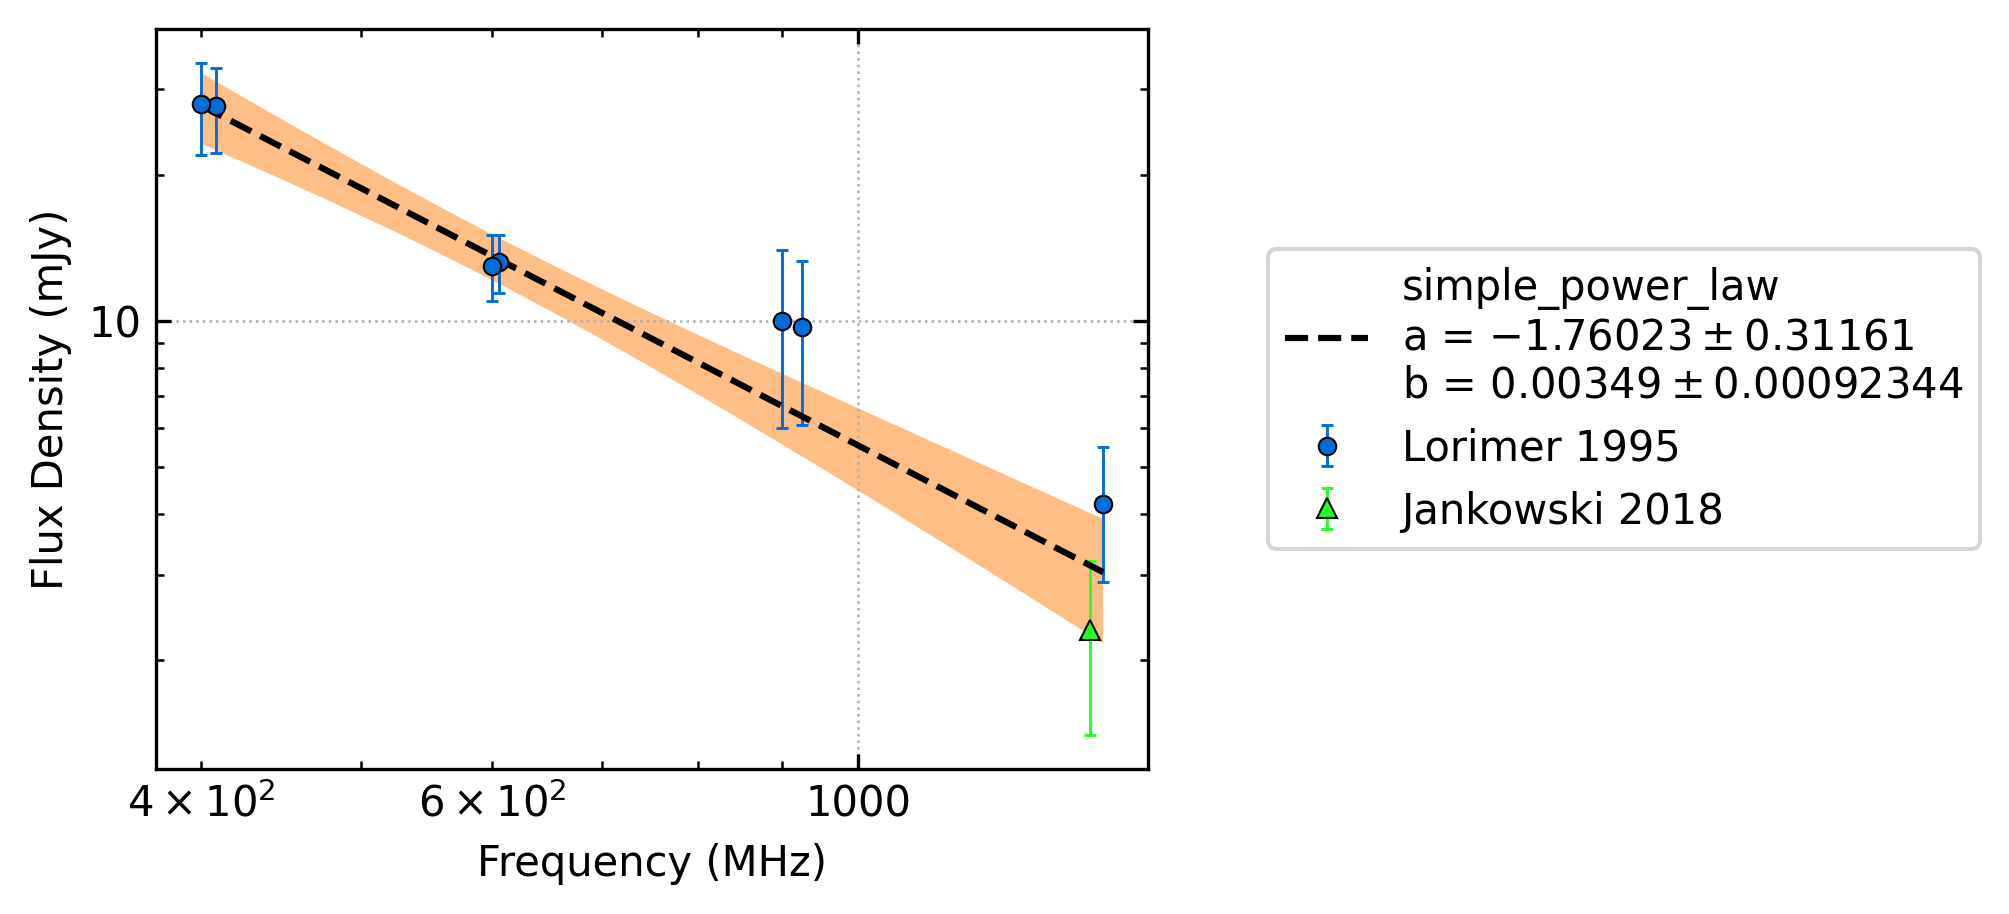 Flux Density (mJy)
10
4 × 10²
6 × 10²
1000
Frequency (MHz)
simple_power_law
a = −1.76023 ± 0.31161
b = 0.00349 ± 0.00092344
Lorimer 1995
Jankowski 2018